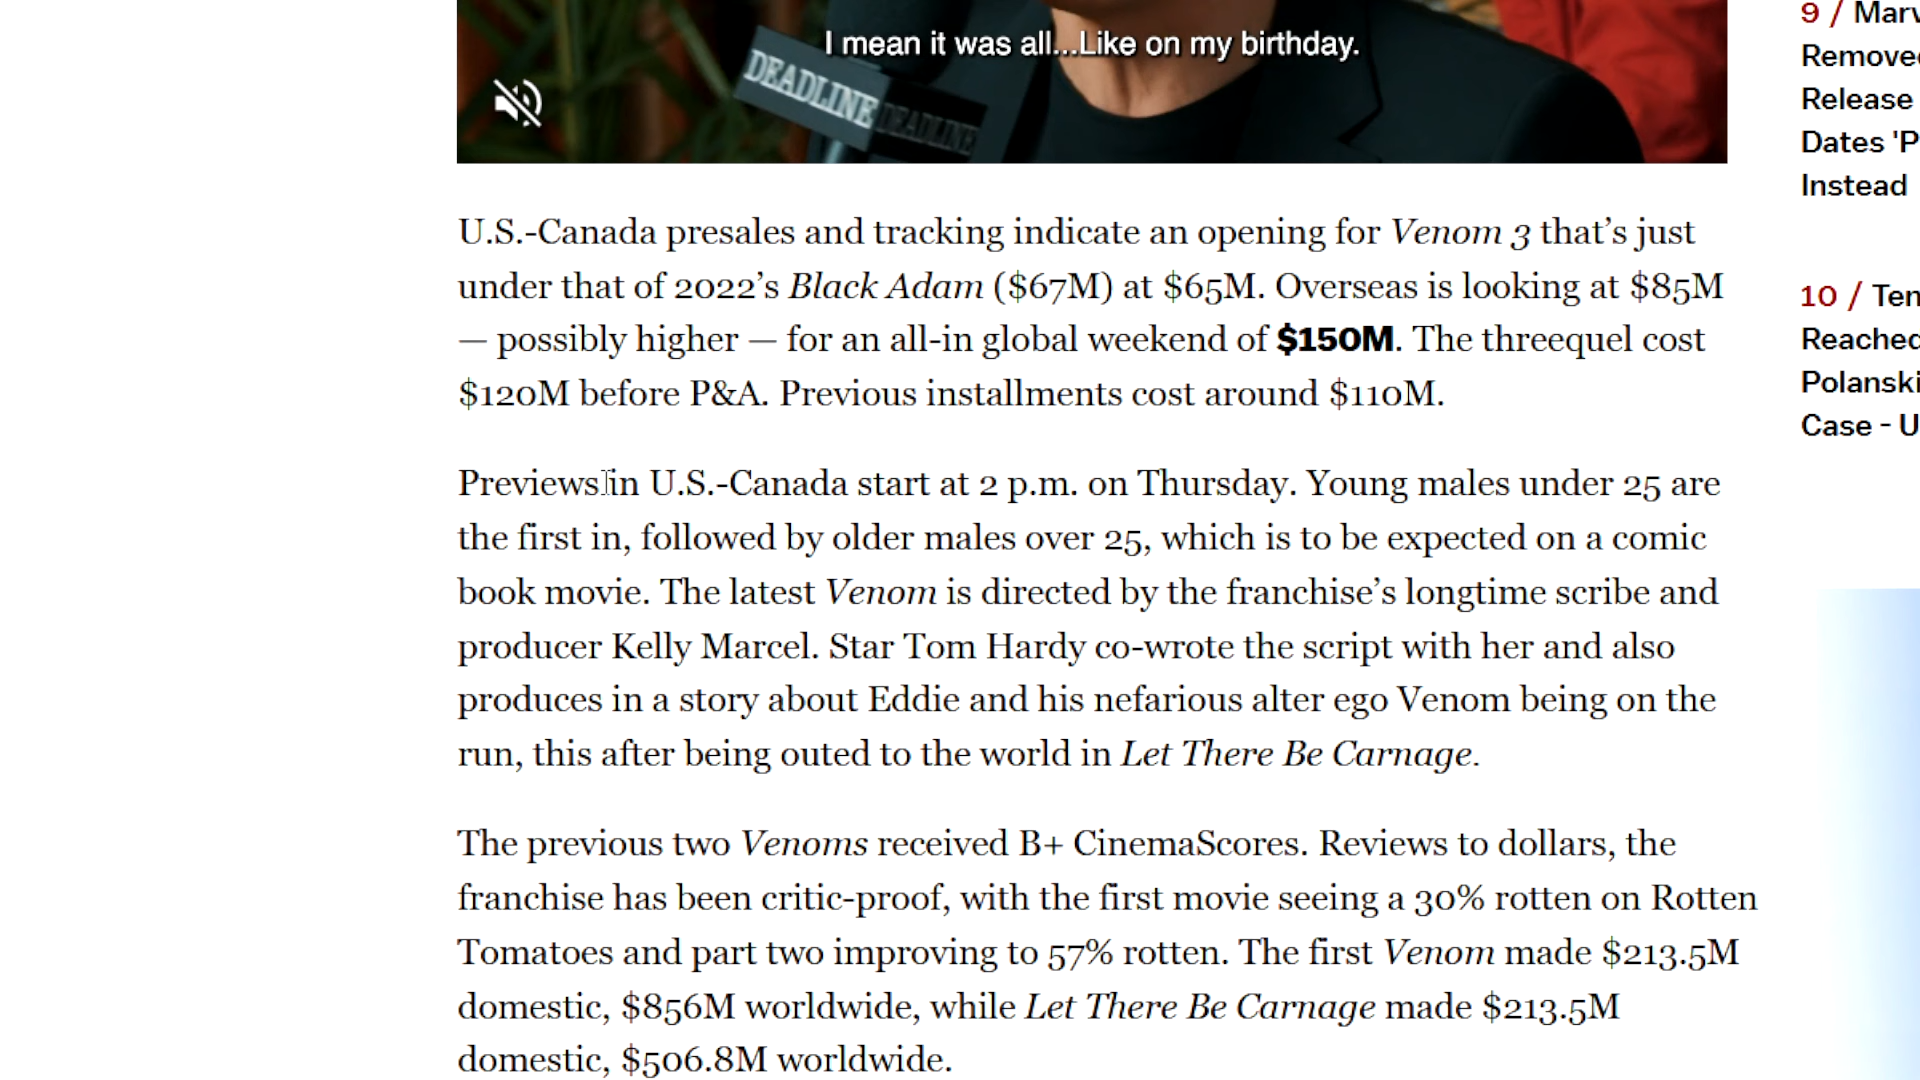 I mean it was all...Like on my birthday.
DEADLINE
DEADLINE
U.S.-Canada presales and tracking indicate an opening for Venom 3 that’s just
under that of 2022’s Black Adam ($67M) at $65M. Overseas is looking at $85M
— possibly higher — for an all-in global weekend of $150M. The threequel cost
$120M before P&A. Previous installments cost around $110M.
Previews in U.S.-Canada start at 2 p.m. on Thursday. Young males under 25 are
the first in, followed by older males over 25, which is to be expected on a comic
book movie. The latest Venom is directed by the franchise’s longtime scribe and
producer Kelly Marcel. Star Tom Hardy co-wrote the script with her and also
produces in a story about Eddie and his nefarious alter ego Venom being on the
run, this after being outed to the world in Let There Be Carnage.
The previous two Venoms received B+ CinemaScores. Reviews to dollars, the
franchise has been critic-proof, with the first movie seeing a 30% rotten on Rotten
Tomatoes and part two improving to 57% rotten. The first Venom made $213.5M
domestic, $856M worldwide, while Let There Be Carnage made $213.5M
domestic, $506.8M worldwide.
9 / Marv
Removed
Release
Dates 'P
Instead
10 / Ten
Reached
Polanski
Case - U